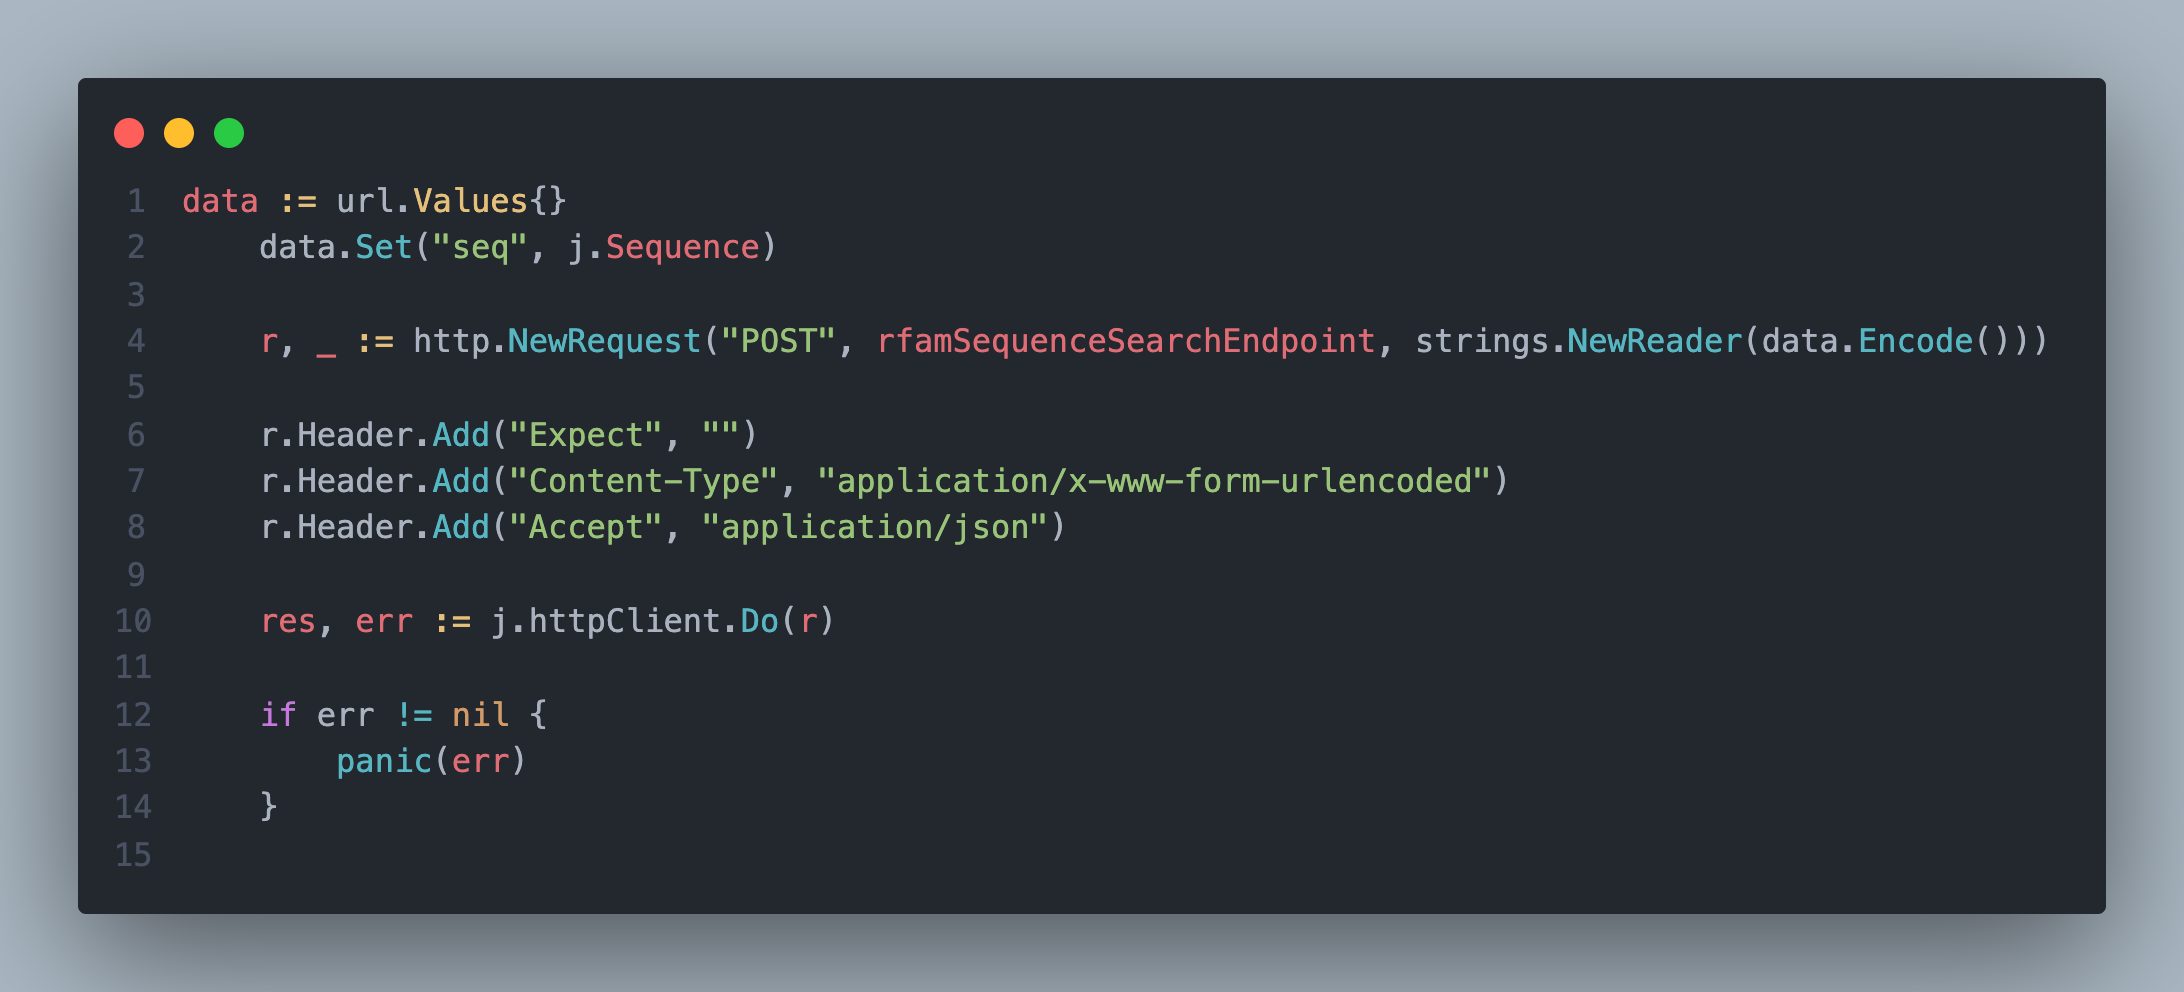 1 data := url.Values{}
2     data.Set("seq", j.Sequence)
3
4     r, _ := http.NewRequest("POST", rfamSequenceSearchEndpoint, strings.NewReader(data.Encode()))
5
6     r.Header.Add("Expect", "")
7     r.Header.Add("Content-Type", "application/x-www-form-urlencoded")
8     r.Header.Add("Accept", "application/json")
9
10     res, err := j.httpClient.Do(r)
11
12     if err != nil {
13         panic(err)
14     }
15